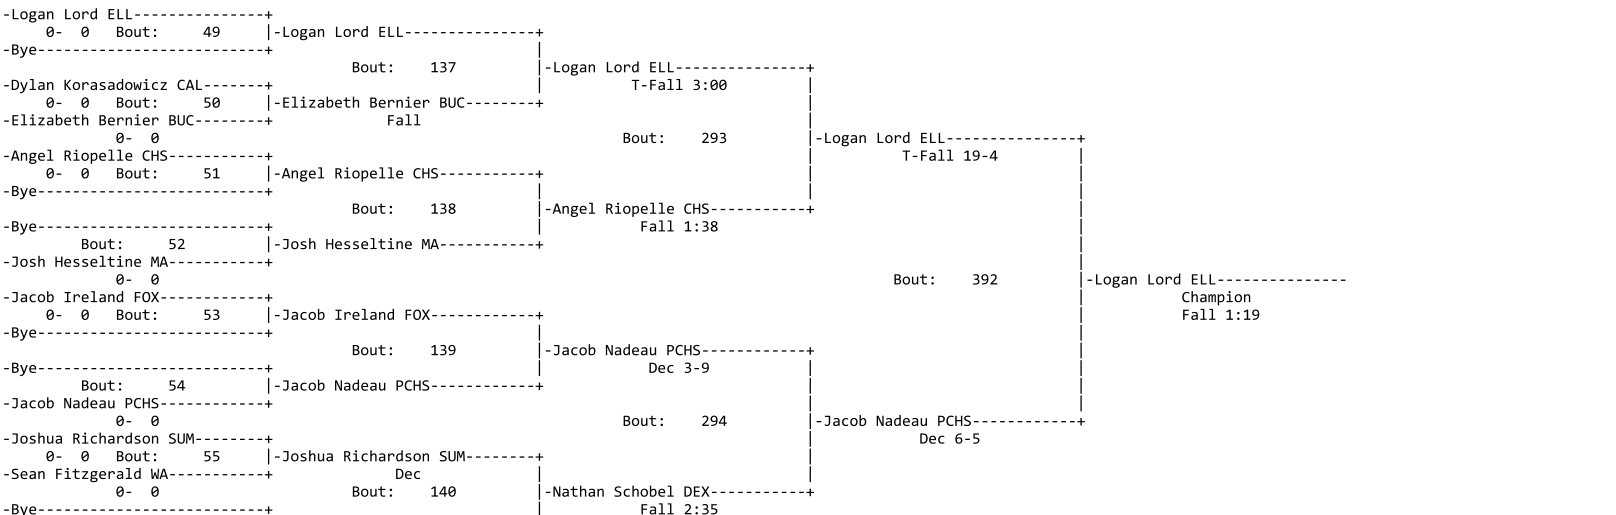 -Logan Lord ELL---------------+
0-  0   Bout:     49     |-Logan Lord ELL---------------+
-Bye--------------------------+                              |
Bout:    137         |-Logan Lord ELL---------------+
-Dylan Korasadowicz CAL-------+                              |          T-Fall 3:00         |
0-  0   Bout:     50     |-Elizabeth Bernier BUC--------+                              |
-Elizabeth Bernier BUC--------+             Fall                                            |
0-  0                                                     Bout:    293         |-Logan Lord ELL---------------+
-Angel Riopelle CHS-----------+                                                             |          T-Fall 19-4         |
0-  0   Bout:     51     |-Angel Riopelle CHS-----------+                              |                              |
-Bye--------------------------+                              |                              |                              |
Bout:    138         |-Angel Riopelle CHS-----------+                              |
-Bye--------------------------+                              |           Fall 1:38                                         |
Bout:     52         |-Josh Hesseltine MA-----------+                                                             |
-Josh Hesseltine MA-----------+                                                                                            |
0-  0                                                                                    Bout:    392         |-Logan Lord ELL---------------
-Jacob Ireland FOX------------+                                                                                            |           Champion
0-  0   Bout:     53     |-Jacob Ireland FOX------------+                                                             |           Fall 1:19
-Bye--------------------------+                              |                                                             |
Bout:    139         |-Jacob Nadeau PCHS------------+                              |
-Bye--------------------------+                              |            Dec 3-9           |                              |
Bout:     54         |-Jacob Nadeau PCHS------------+                              |                              |
-Jacob Nadeau PCHS------------+                                                             |                              |
0-  0                                                     Bout:    294         |-Jacob Nadeau PCHS------------+
-Joshua Richardson SUM--------+                                                             |            Dec 6-5
0-  0   Bout:     55     |-Joshua Richardson SUM--------+                              |
-Sean Fitzgerald WA-----------+              Dec             |                              |
0-  0                      Bout:    140         |-Nathan Schobel DEX-----------+
-Bye--------------------------+                              |           Fall 2:35